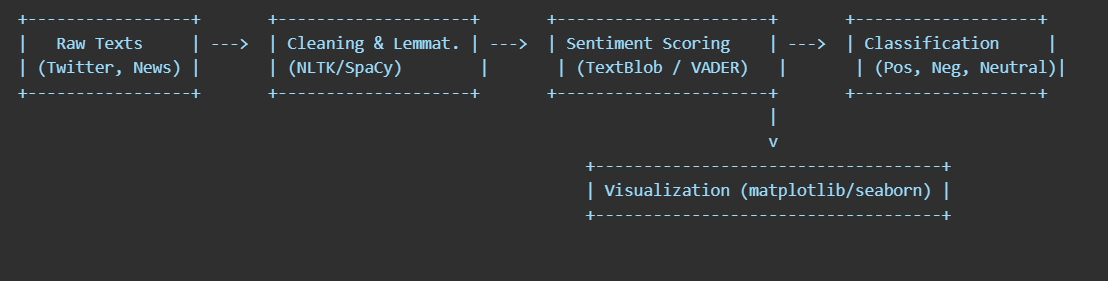 +-----------------+       +--------------------+       +-----------------------+       +-------------------+
|   Raw Texts     | --->  | Cleaning & Lemmat. | --->  | Sentiment Scoring    | --->  | Classification     |
| (Twitter, News) |       | (NLTK/SpaCy)        |       | (TextBlob / VADER)   |       | (Pos, Neg, Neutral)|
+-----------------+       +--------------------+       +-----------------------+       +-------------------+
|
v
+-------------------------------------+
| Visualization (matplotlib/seaborn) |
+-------------------------------------+